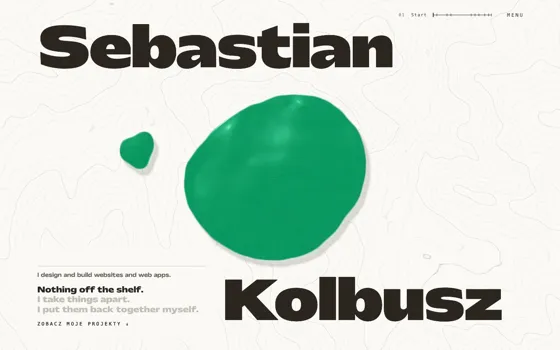 01 Start
MENU
Sebastian
I design and build websites and web apps.
Nothing off the shelf.
I take things apart.
I put them back together myself.
ZOBACZ MOJE PROJEKTY ↓
Kolbusz